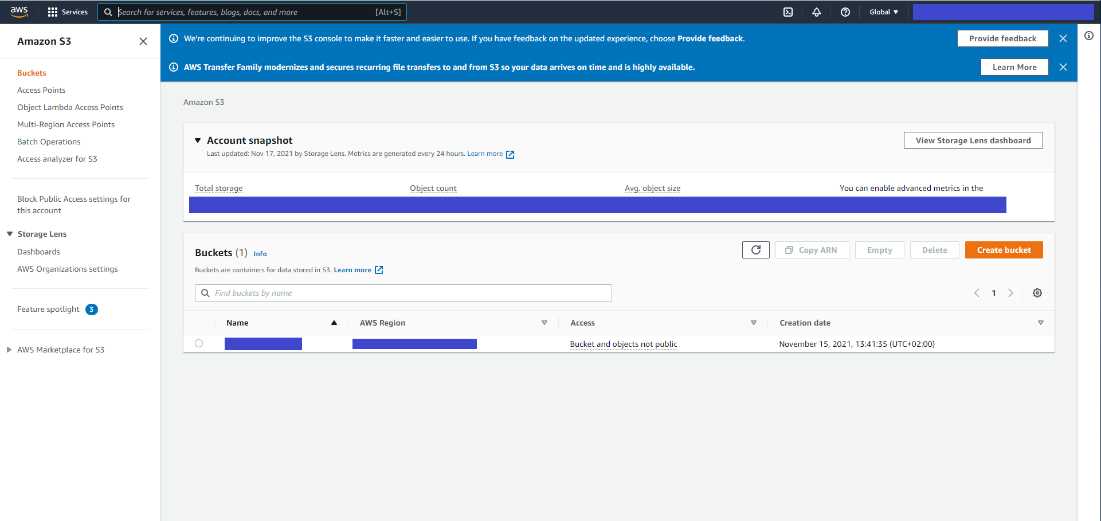 aws Services Search for services, features, blogs, docs, and more [Alt+S] Global ▼
Amazon S3
Buckets
Access Points
Object Lambda Access Points
Multi-Region Access Points
Batch Operations
Access analyzer for S3
Block Public Access settings for
this account
Storage Lens
Dashboards
AWS Organizations settings
Feature spotlight 3
AWS Marketplace for S3
We're continuing to improve the S3 console to make it faster and easier to use. If you have feedback on the updated experience, choose Provide feedback.
Provide feedback
AWS Transfer Family modernizes and secures recurring file transfers to and from S3 so your data arrives on time and is highly available.
Learn More
Amazon S3
Account snapshot
Last updated: Nov 17, 2021 by Storage Lens. Metrics are generated every 24 hours. Learn more
View Storage Lens dashboard
Total storage Object count Avg. object size You can enable advanced metrics in the
Buckets (1) Info
Copy ARN Empty Delete Create bucket
Buckets are containers for data stored in S3. Learn more
Find buckets by name
1
Name AWS Region Access Creation date
Bucket and objects not public November 15, 2021, 13:41:35 (UTC+02:00)